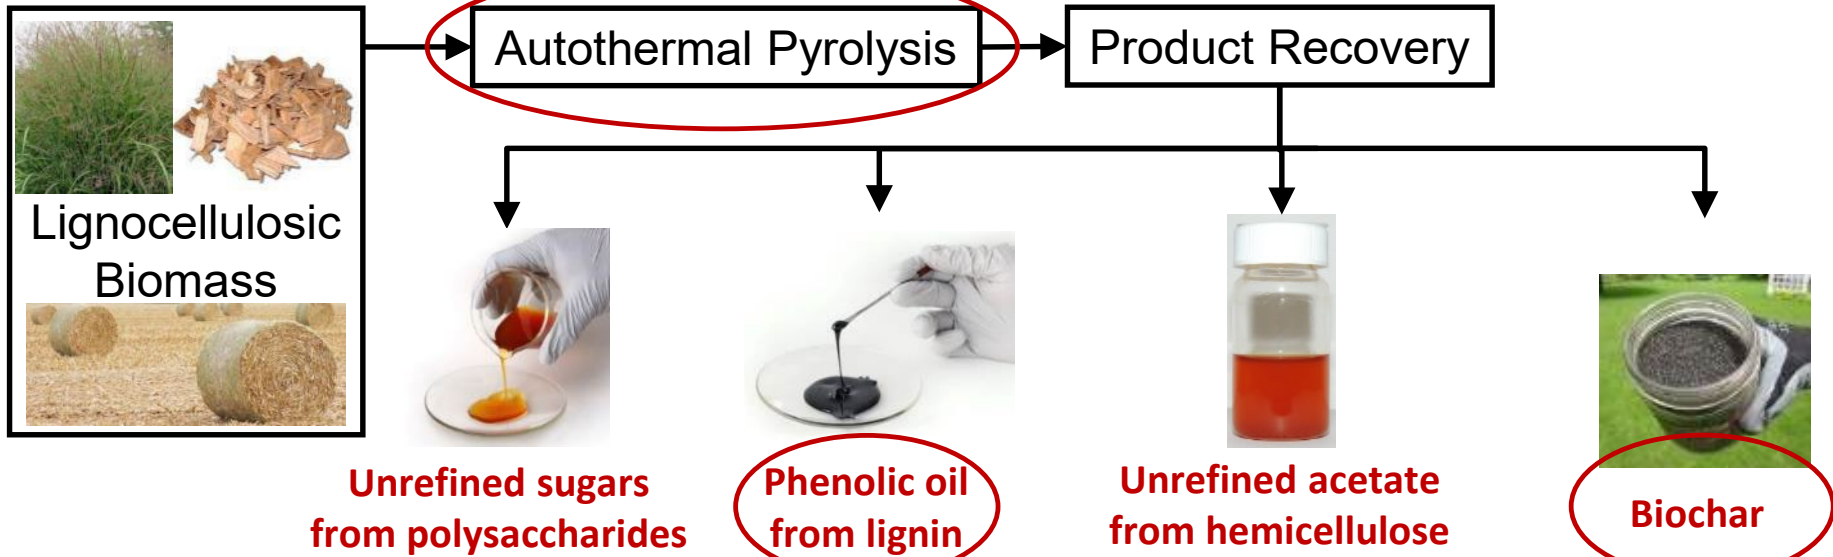 Autothermal Pyrolysis
Product Recovery
Lignocellulosic
Biomass
Unrefined sugars
from polysaccharides
Phenolic oil
from lignin
Unrefined acetate
from hemicellulose
Biochar